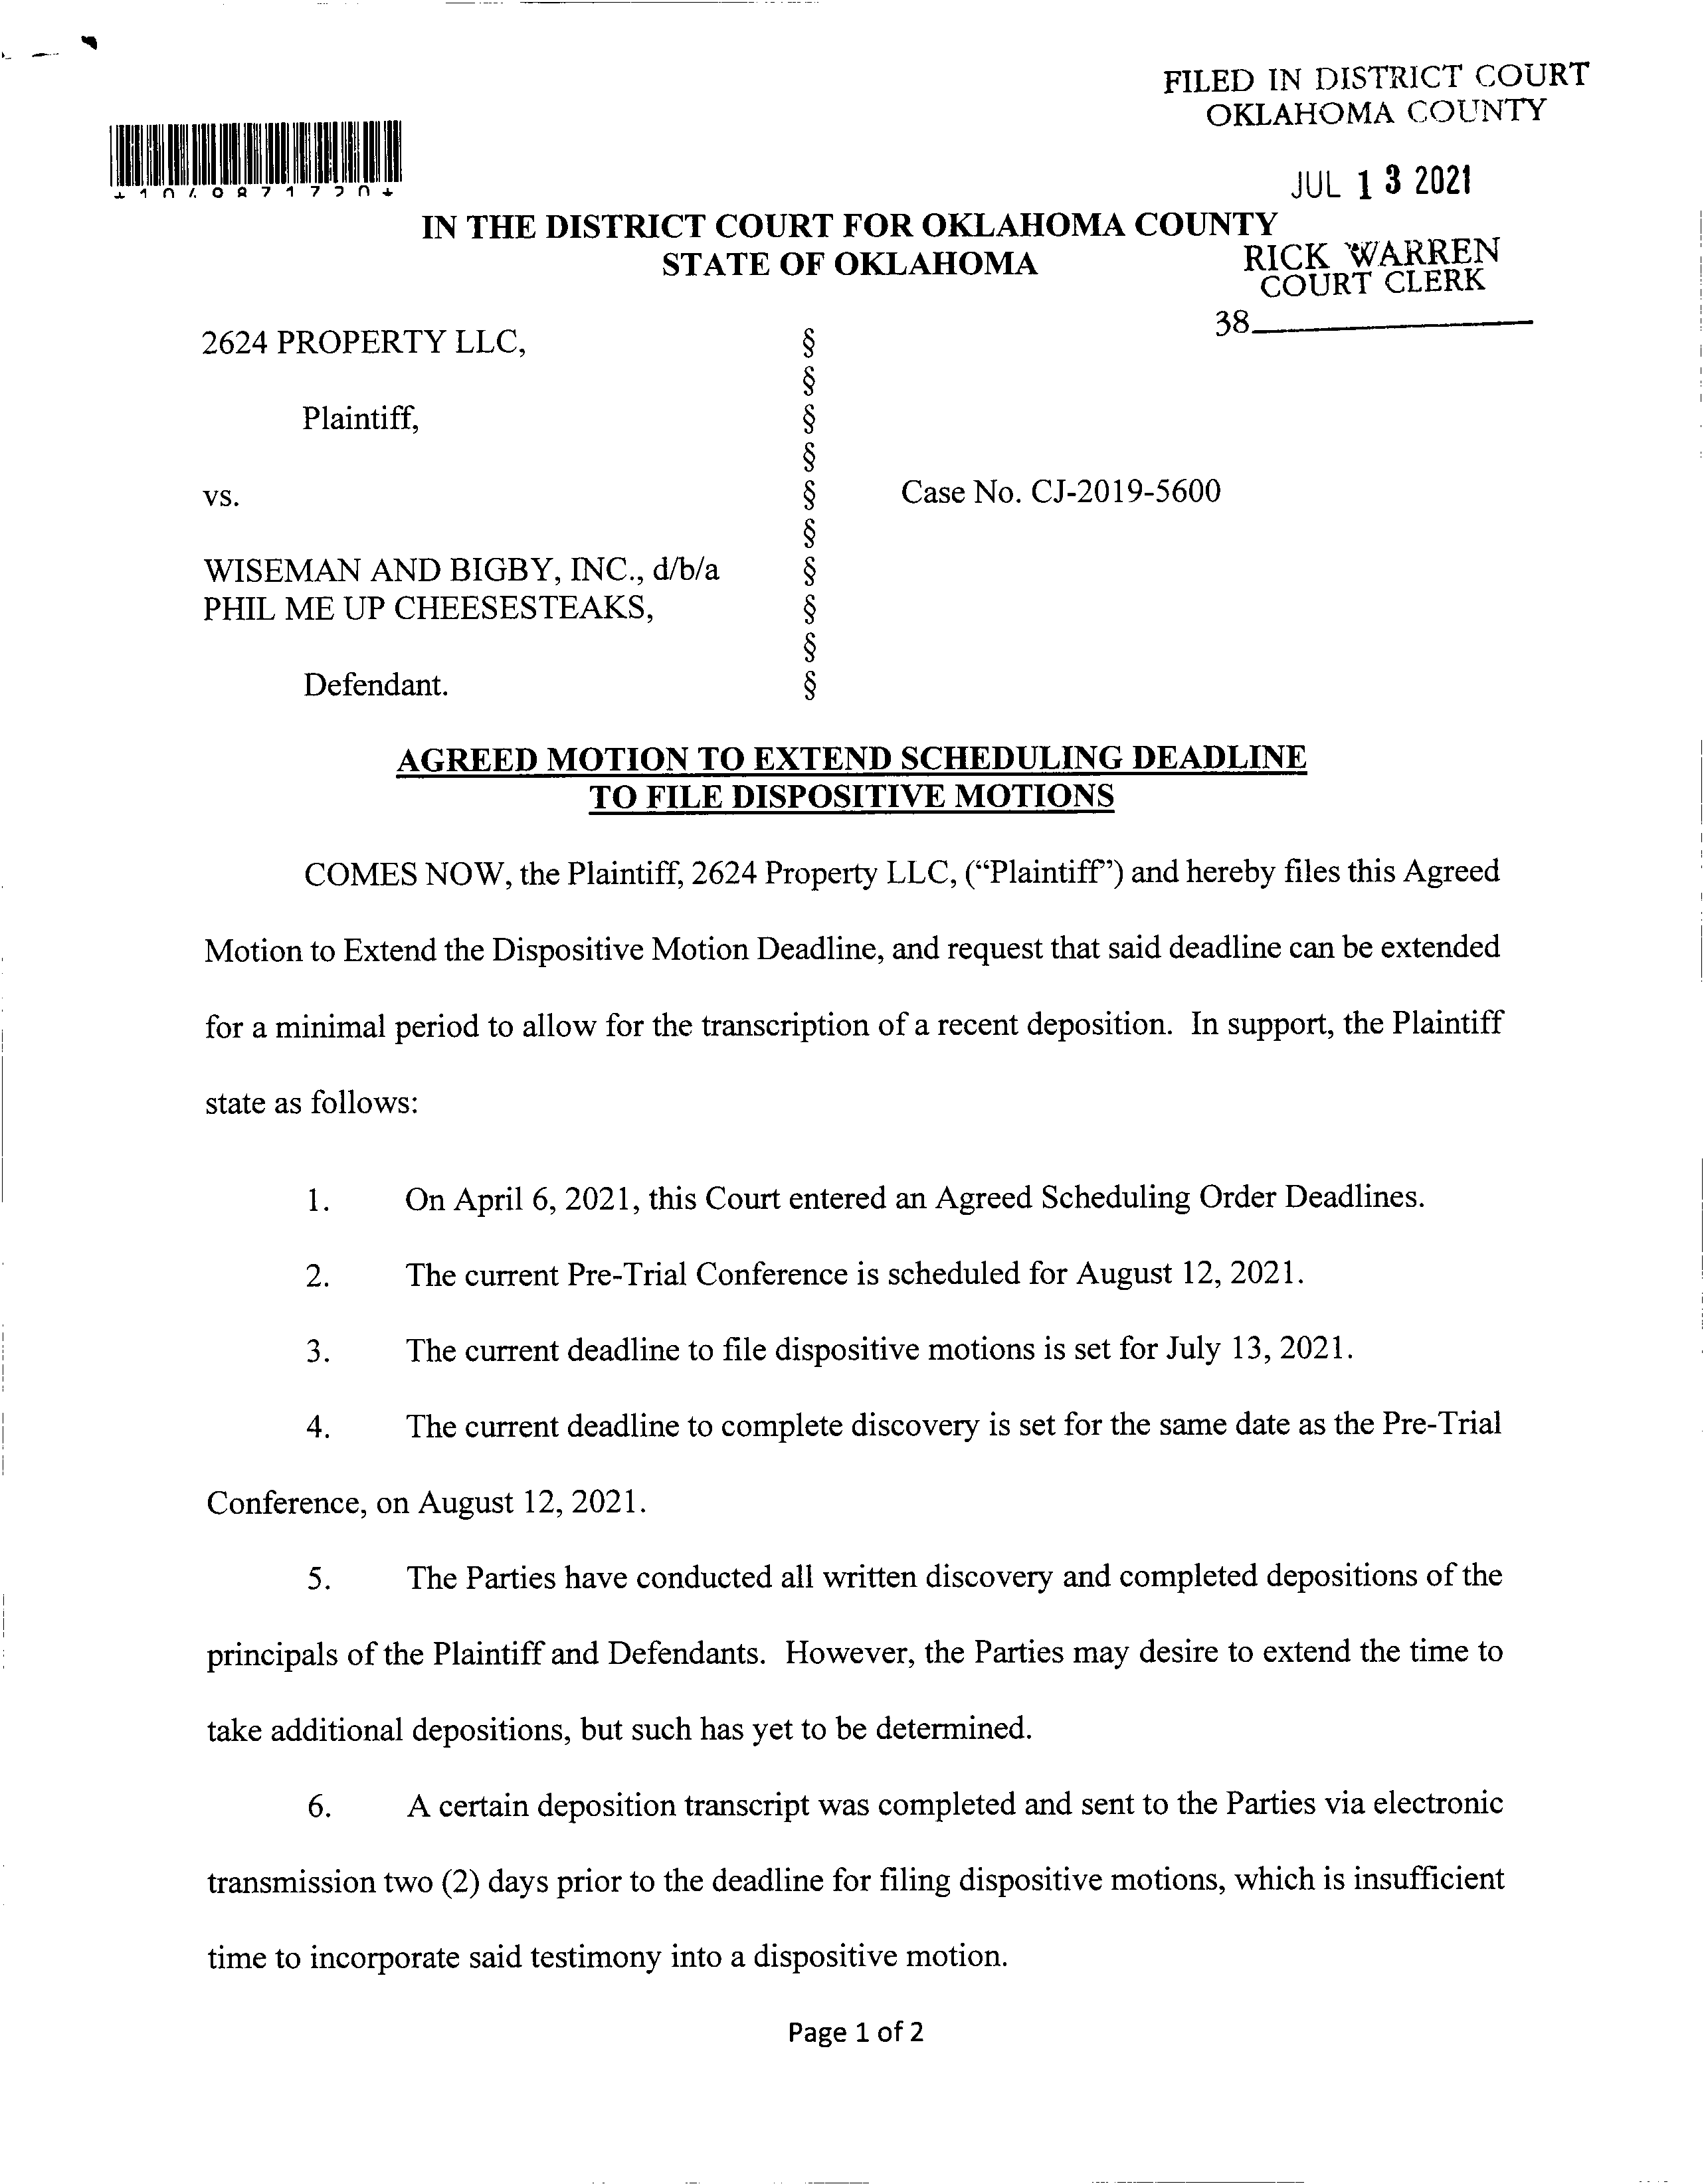 FILED IN DISTRICT COURT
OKLAHOMA COUNTY
JUL 13 2021
IN THE DISTRICT COURT FOR OKLAHOMA COUNTY
STATE OF OKLAHOMA
RICK WARREN
COURT CLERK
38
2624 PROPERTY LLC, §
§
Plaintiff, §
§
vs. § Case No. CJ-2019-5600
§
WISEMAN AND BIGBY, INC., d/b/a §
PHIL ME UP CHEESESTEAKS, §
§
Defendant. §
AGREED MOTION TO EXTEND SCHEDULING DEADLINE
TO FILE DISPOSITIVE MOTIONS
COMES NOW, the Plaintiff, 2624 Property LLC, (“Plaintiff”) and hereby files this Agreed
Motion to Extend the Dispositive Motion Deadline, and request that said deadline can be extended
for a minimal period to allow for the transcription of a recent deposition. In support, the Plaintiff
state as follows:
1. On April 6, 2021, this Court entered an Agreed Scheduling Order Deadlines.
2. The current Pre-Trial Conference is scheduled for August 12, 2021.
3. The current deadline to file dispositive motions is set for July 13, 2021.
4. The current deadline to complete discovery is set for the same date as the Pre-Trial
Conference, on August 12, 2021.
5. The Parties have conducted all written discovery and completed depositions of the
principals of the Plaintiff and Defendants. However, the Parties may desire to extend the time to
take additional depositions, but such has yet to be determined.
6. A certain deposition transcript was completed and sent to the Parties via electronic
transmission two (2) days prior to the deadline for filing dispositive motions, which is insufficient
time to incorporate said testimony into a dispositive motion.
Page 1 of 2